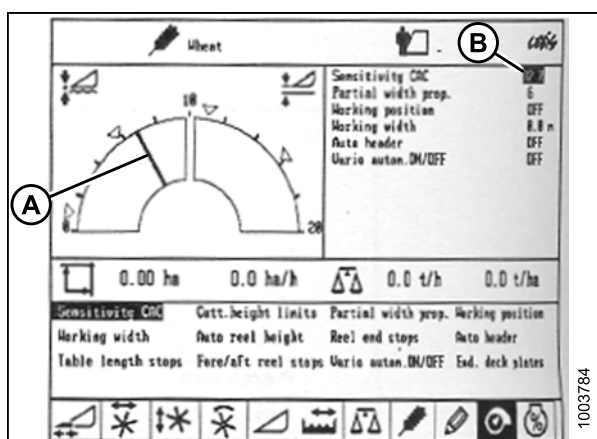 Wheat
B
Sensitivity CAC
Partial width prop. 6
Working position OFF
Working width 0.0 m
Auto header OFF
Vario autom.ON/OFF OFF
10
A
0
20
0.00 ha 0.0 ha/h 0.0 t/h 0.0 t/ha
Sensitivity CAC Cutt.height limits Partial width prop. Working position
Working width Auto reel height Reel end stops Auto header
Table length stops Fore/aft reel stops Vario autom.ON/OFF End. deck plates
1003784